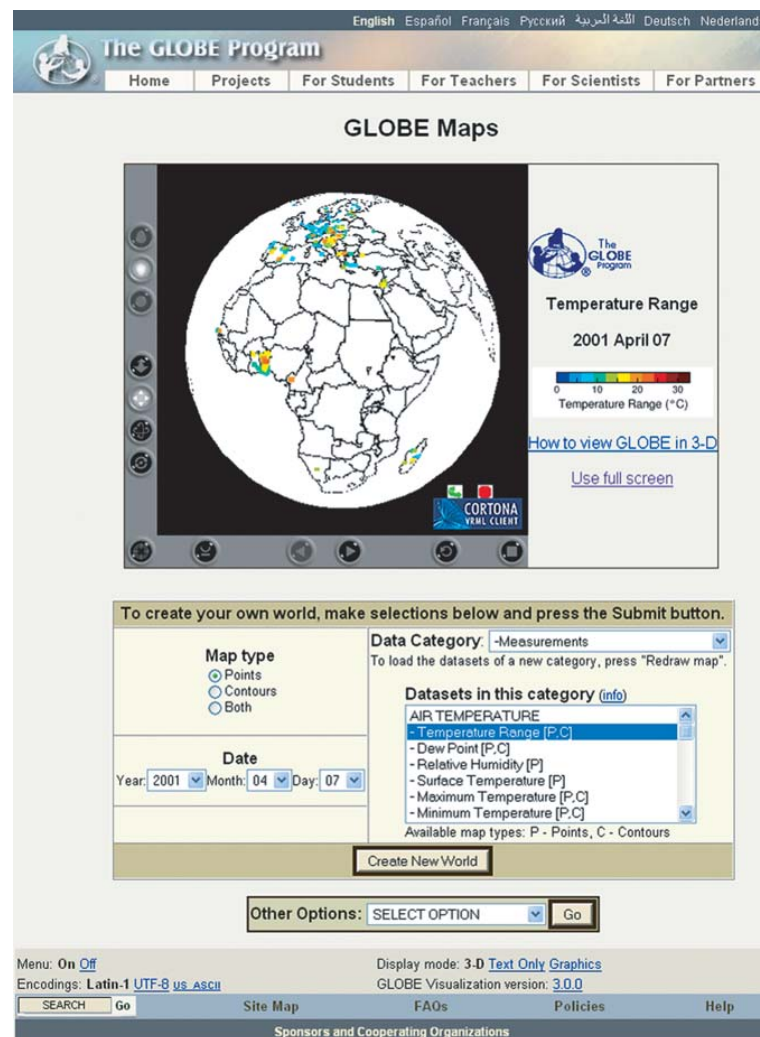 English Español Français Русский اللغة العربية Deutsch Nederland
The GLOBE Program
Home Projects For Students For Teachers For Scientists For Partners
GLOBE Maps
The
GLOBE
Program
®
Temperature Range
2001 April 07
0 10 20 30
Temperature Range (°C)
How to view GLOBE in 3-D
Use full screen
CORTONA
VRML CLIENT
To create your own world, make selections below and press the Submit button.
Map type
Points
Contours
Both
Date
Year: 2001 Month: 04 Day: 07
Data Category: -Measurements
To load the datasets of a new category, press "Redraw map".
Datasets in this category (info)
AIR TEMPERATURE
- Temperature Range [P,C]
- Dew Point [P,C]
- Relative Humidity [P]
- Surface Temperature [P]
- Maximum Temperature [P,C]
- Minimum Temperature [P,C]
Available map types: P - Points, C - Contours
Create New World
Other Options: SELECT OPTION Go
Menu: On Off
Display mode: 3-D Text Only Graphics
Encodings: Latin-1 UTF-8 US ASCII
GLOBE Visualization version: 3.0.0
SEARCH Go Site Map FAQs Policies Help
Sponsors and Cooperating Organizations